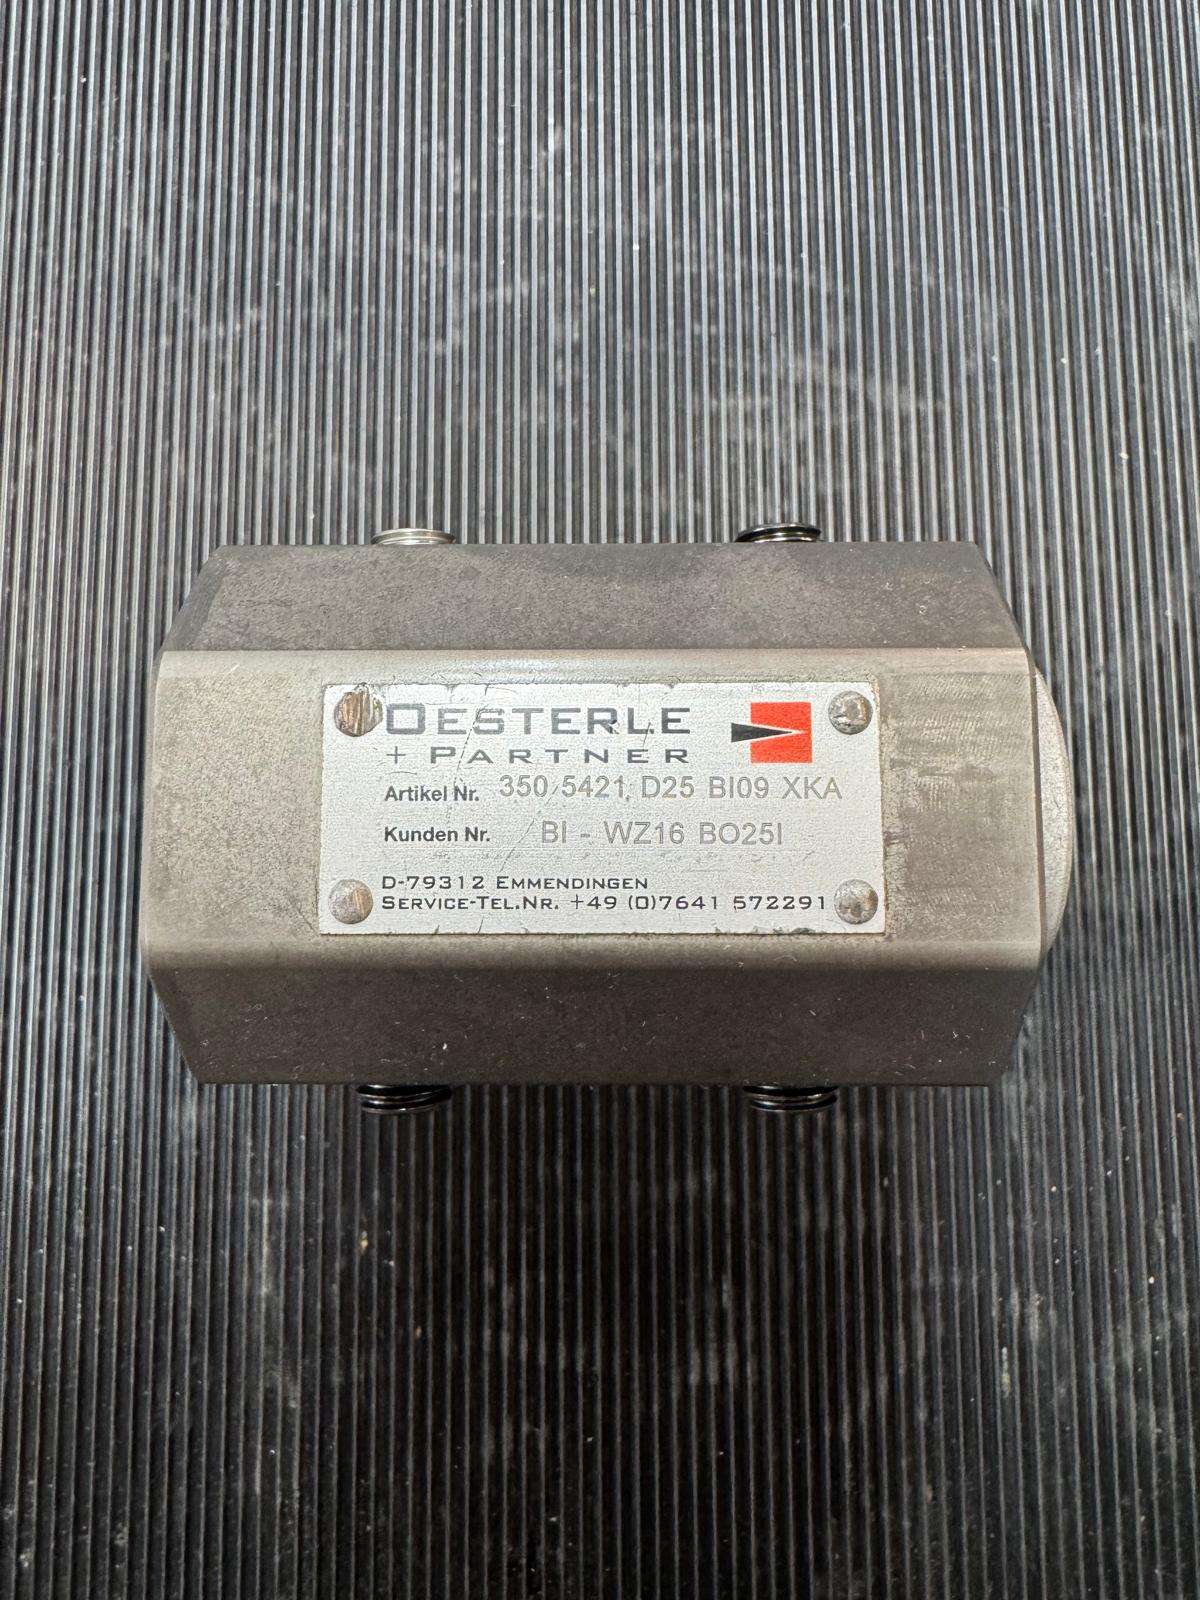 OESTERLE
+ PARTNER
Artikel Nr. 350 5421 D25 BI09 XKA
Kunden Nr. BI - WZ16 BO25I
D-79312 EMMENDINGEN
SERVICE-TEL.NR. +49 (0)7641 572291